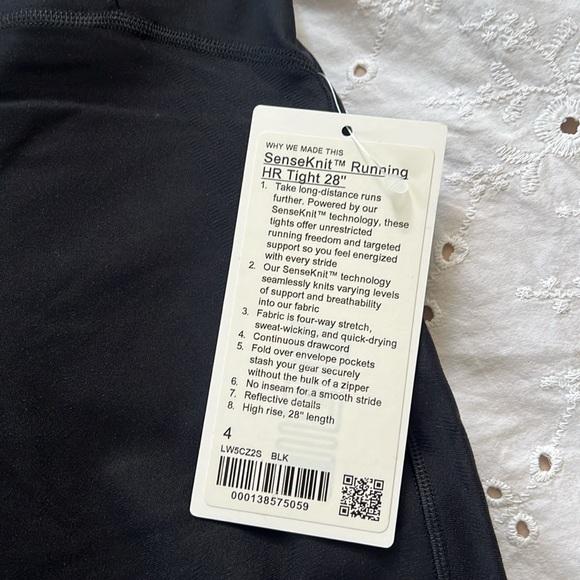 WHY WE MADE THIS
SenseKnit™ Running
HR Tight 28"
1. Take long-distance runs
further. Powered by our
SenseKnit™ technology, these
tights offer unrestricted
running freedom and targeted
support so you feel energized
with every stride
2. Our SenseKnit™ technology
seamlessly knits varying levels
of support and breathability
into our fabric
3. Fabric is four-way stretch,
sweat-wicking, and quick-drying
4. Continuous drawcord
5. Fold over envelope pockets
stash your gear securely
without the bulk of a zipper
6. No inseam for a smooth stride
7. Reflective details
8. High rise, 28" length
4
LW5CZ2S BLK
000138575059